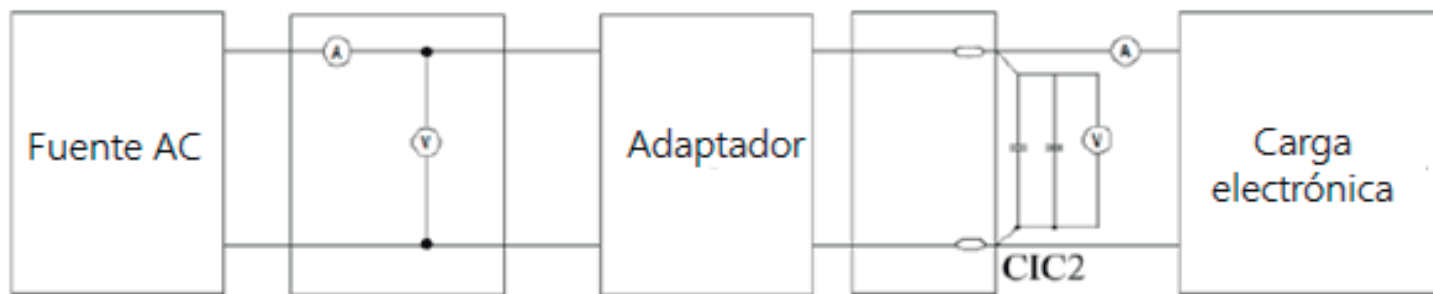 A
V
Fuente AC
Adaptador
V
A
CIC2
Carga
electrónica